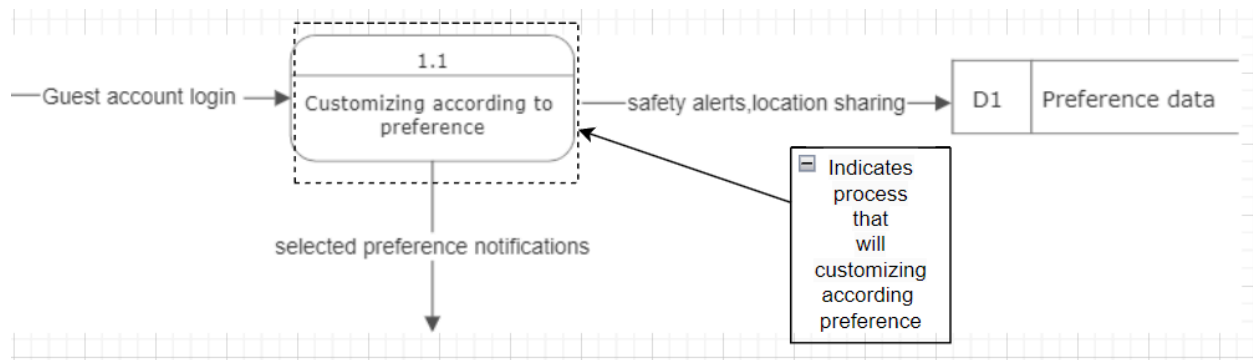 1.1
Guest account login
Customizing according to
preference
safety alerts,location sharing
D1
Preference data
Indicates
process
that
will
customizing
according
preference
selected preference notifications